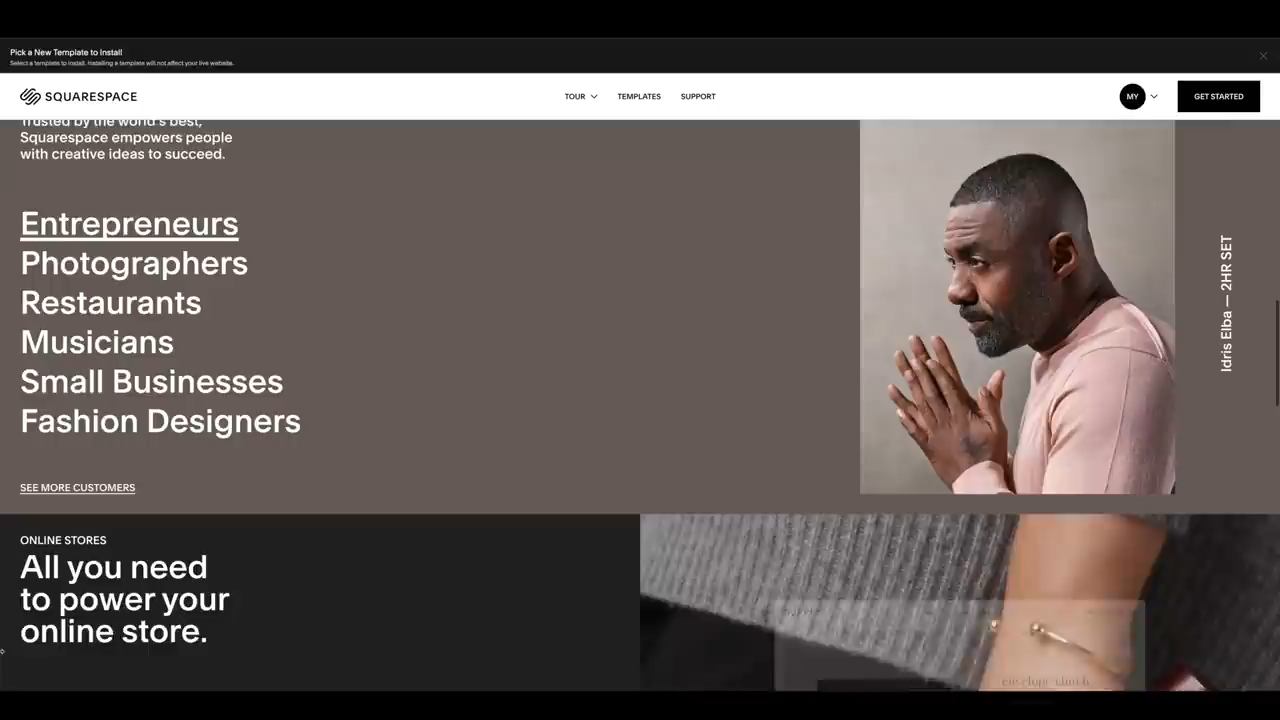 Pick a New Template to Install
Select a template to install. Installing a template will not affect your live website.
SQUARESPACE
TOUR
TEMPLATES
SUPPORT
MY
GET STARTED
Trusted by the world's best,
Squarespace empowers people
with creative ideas to succeed.
Entrepreneurs
Photographers
Restaurants
Musicians
Small Businesses
Fashion Designers
SEE MORE CUSTOMERS
Idris Elba — 2HR SET
ONLINE STORES
All you need
to power your
online store.
envelope clutch